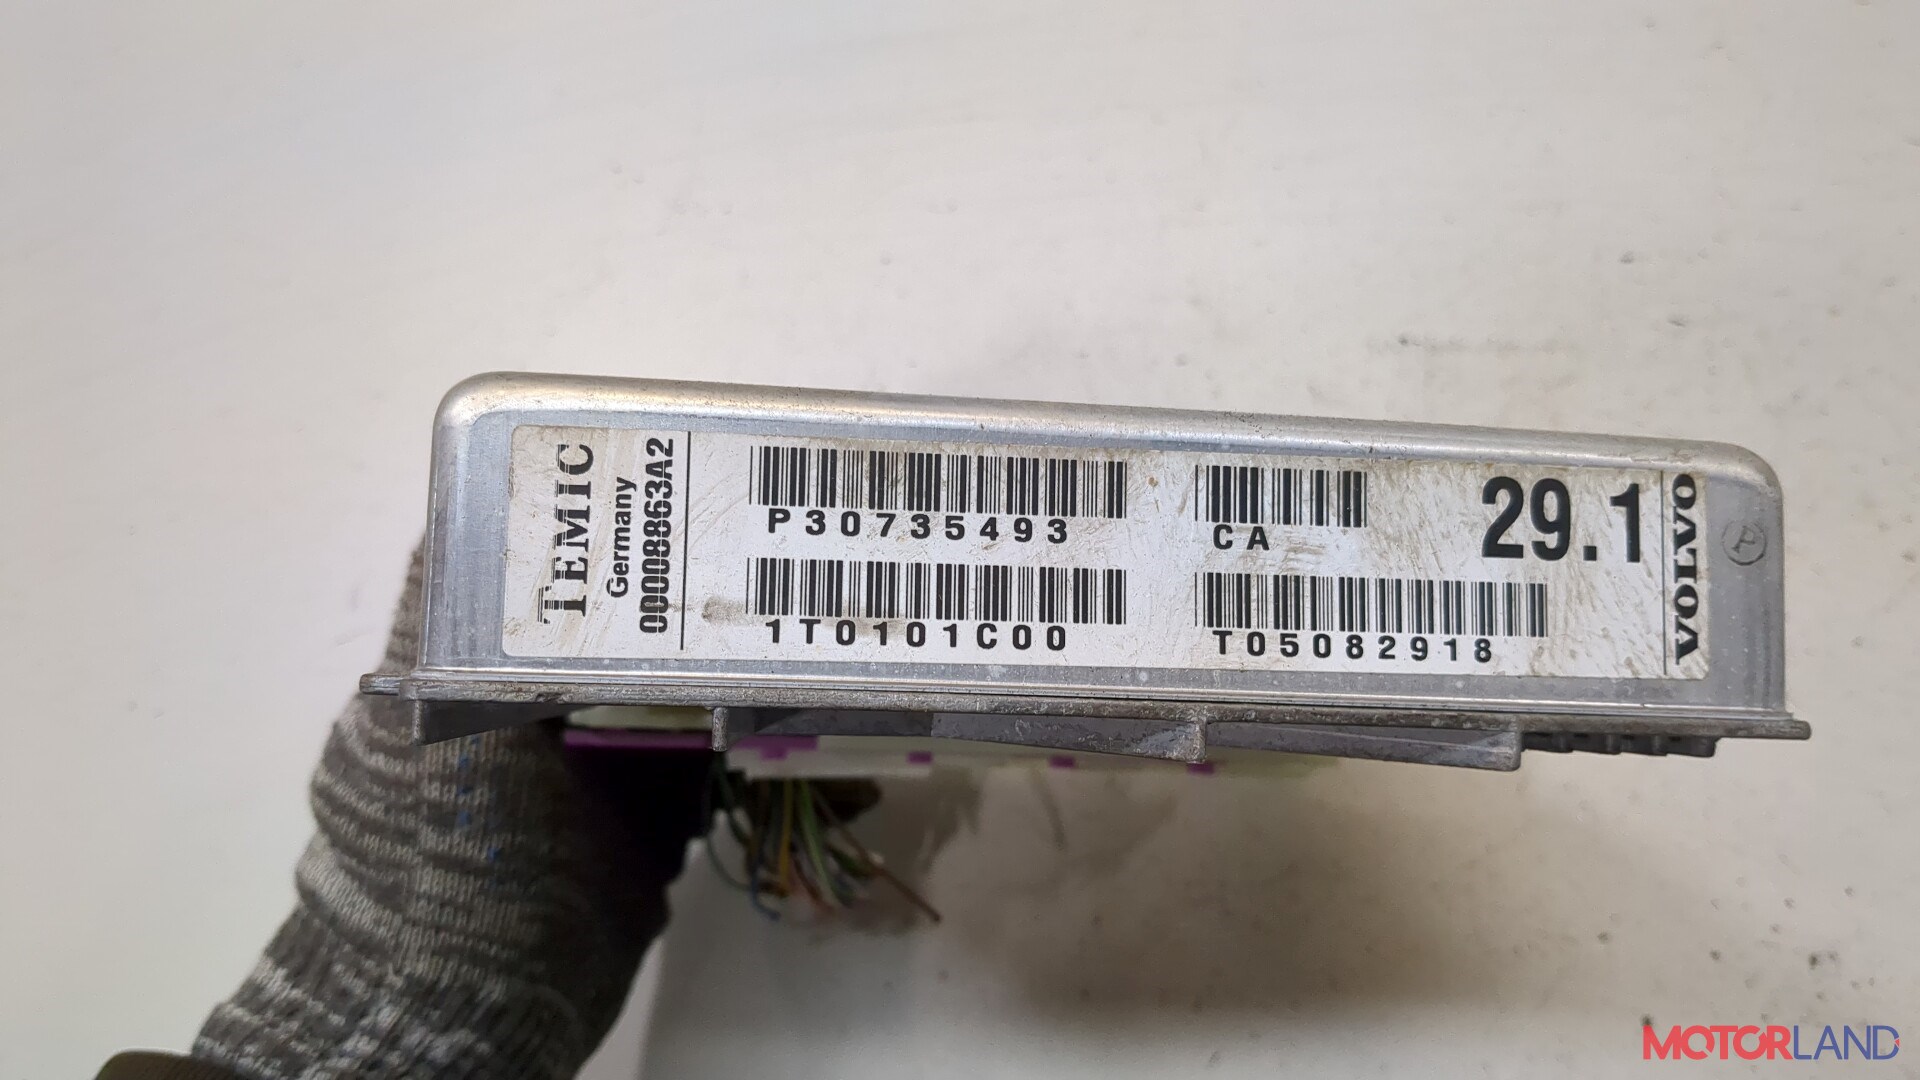 TEMIC
Germany
00008863A2
P30735493
CA
29.1
1T0101C00
T05082918
VOLVO
P
MOTORLAND